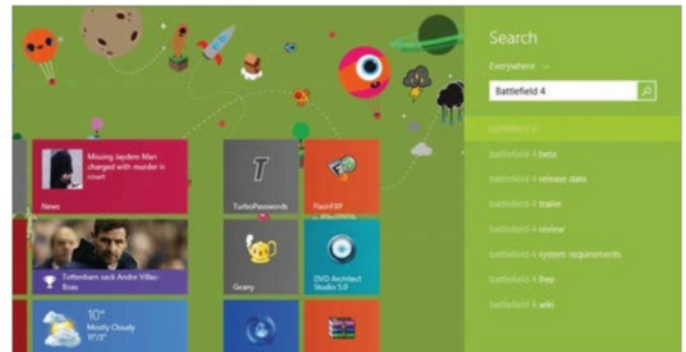 Search
Everywhere
Battlefield 4
battlefield 4
battlefield 4 beta
battlefield 4 release date
battlefield 4 trailer
battlefield 4 review
battlefield 4 system requirements
battlefield 4 free
battlefield 4 wiki
Missing Jayden: Man
charged with murder in
court
News
Tottenham sack Andre Villas-
Boas
10°
Mostly Cloudy
11°/3°
T
TurboPasswords
FlashFXP
Geany
DVD Architect
Studio 5.0